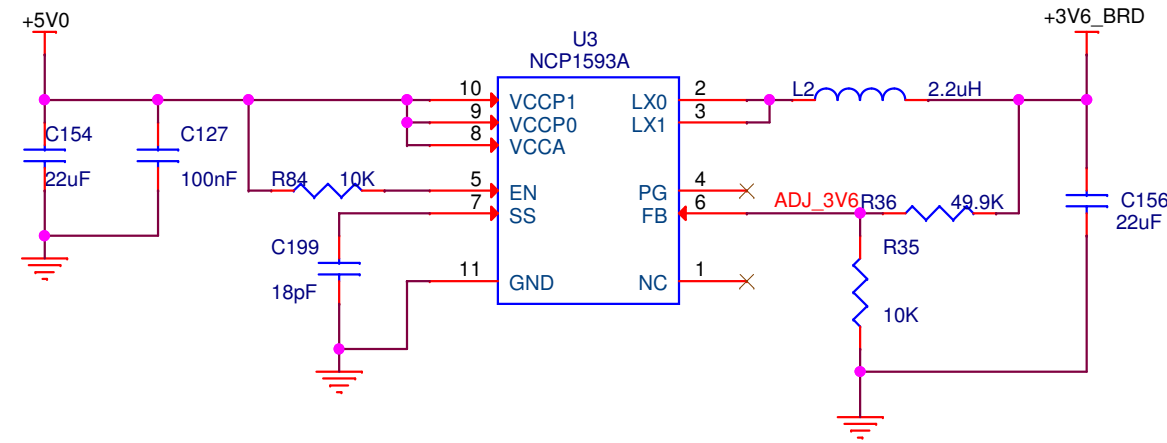 +5V0
+3V6_BRD
U3
NCP1593A
10
VCCP1
9
VCCP0
8
VCCA
5
EN
7
SS
11
GND
2
LX0
3
LX1
4
PG
6
FB
1
NC
L2
2.2uH
C154
22uF
C127
100nF
R84
10K
C199
18pF
ADJ_3V6
R36
49.9K
R35
10K
C156
22uF